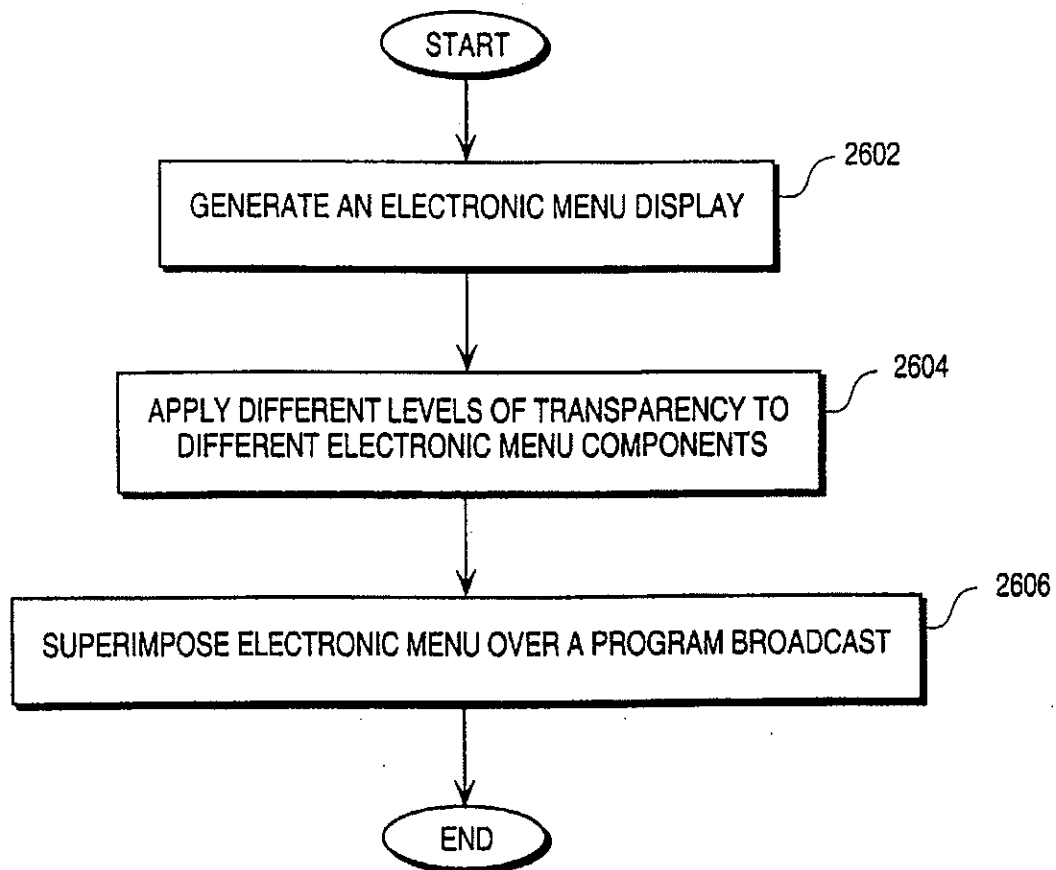 START
2602
GENERATE AN ELECTRONIC MENU DISPLAY
2604
APPLY DIFFERENT LEVELS OF TRANSPARENCY TO
DIFFERENT ELECTRONIC MENU COMPONENTS
2606
SUPERIMPOSE ELECTRONIC MENU OVER A PROGRAM BROADCAST
END